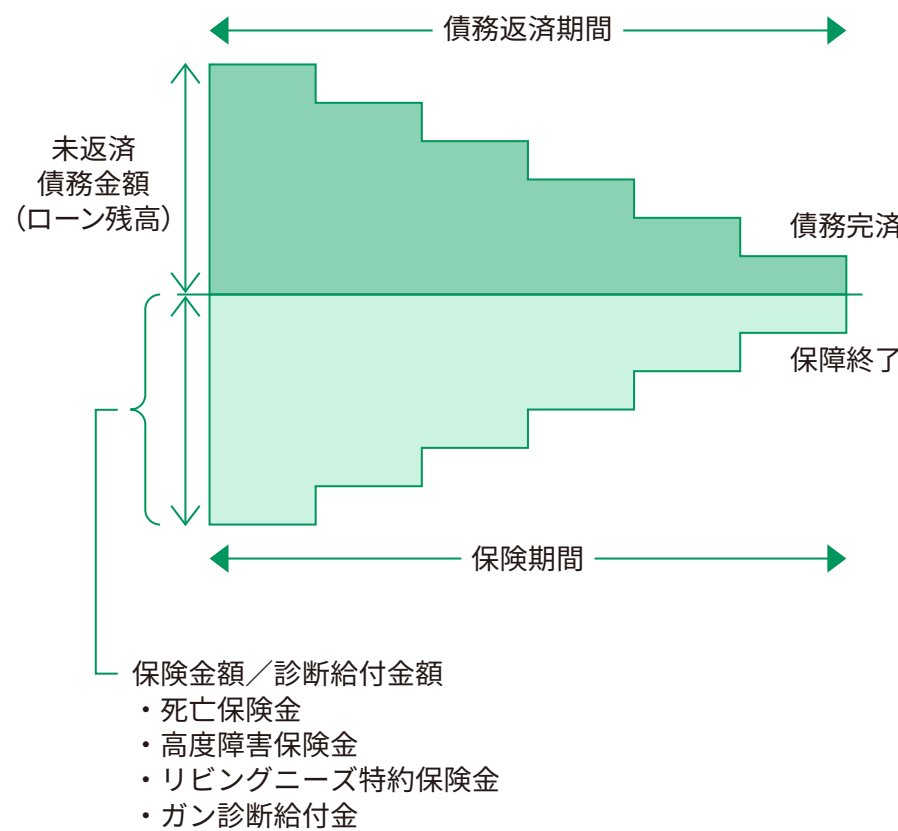 債務返済期間
未返済
債務金額
（ローン残高）
債務完済
保障終了
保険期間
保険金額／診断給付金額
・死亡保険金
・高度障害保険金
・リビングニーズ特約保険金
・ガン診断給付金